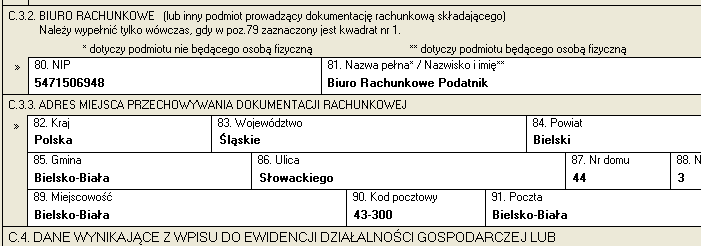 C.3.2. BIURO RACHUNKOWE (lub inny podmiot prowadzący dokumentację rachunkową składającego)
Należy wypełnić tylko wówczas, gdy w poz.79 zaznaczony jest kwadrat nr 1.
* dotyczy podmiotu nie będącego osobą fizyczną ** dotyczy podmiotu będącego osobą fizyczną
» 80. NIP 81. Nazwa pełna* / Nazwisko i imię**
5471506948 Biuro Rachunkowe Podatnik
C.3.3. ADRES MIEJSCA PRZECHOWYWANIA DOKUMENTACJI RACHUNKOWEJ
» 82. Kraj 83. Województwo 84. Powiat
Polska Śląskie Bielski
85. Gmina 86. Ulica 87. Nr domu 88. N
Bielsko-Biała Słowackiego 44 3
89. Miejscowość 90. Kod pocztowy 91. Poczta
Bielsko-Biała 43-300 Bielsko-Biała
C.4. DANE WYNIKAJĄCE Z WPISU DO EWIDENCJI DZIAŁALNOŚCI GOSPODARCZEJ LUB